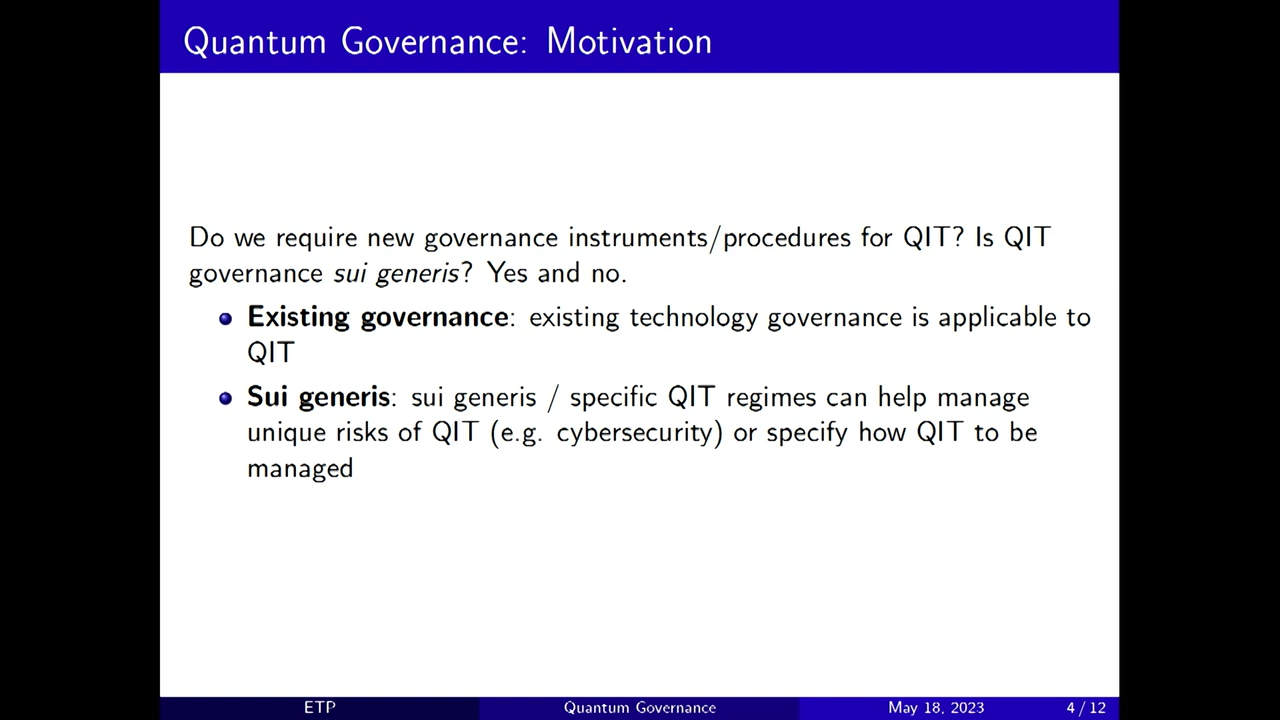 Quantum Governance: Motivation
Do we require new governance instruments/procedures for QIT? Is QIT
governance sui generis? Yes and no.
Existing governance: existing technology governance is applicable to
QIT
Sui generis: sui generis / specific QIT regimes can help manage
unique risks of QIT (e.g. cybersecurity) or specify how QIT to be
managed
ETP Quantum Governance May 18, 2023 4 / 12